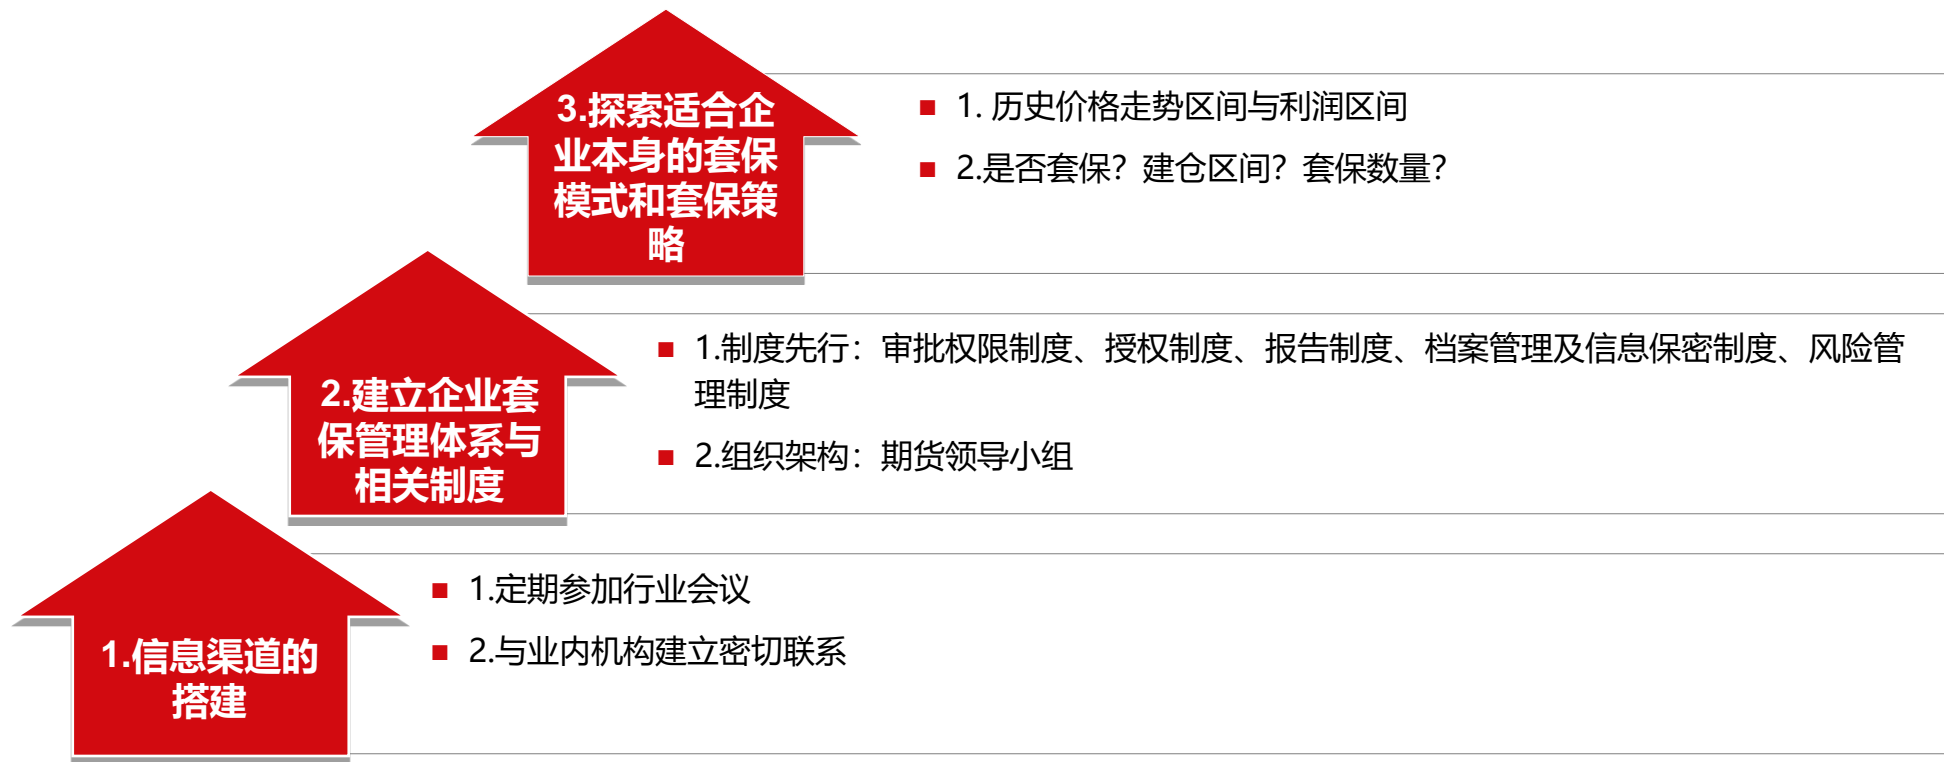 3.探索适合企
业本身的套保
模式和套保策
略
1. 历史价格走势区间与利润区间
2.是否套保？建仓区间？套保数量？
2.建立企业套
保管理体系与
相关制度
1.制度先行：审批权限制度、授权制度、报告制度、档案管理及信息保密制度、风险管
理制度
2.组织架构：期货领导小组
1.信息渠道的
搭建
1.定期参加行业会议
2.与业内机构建立密切联系